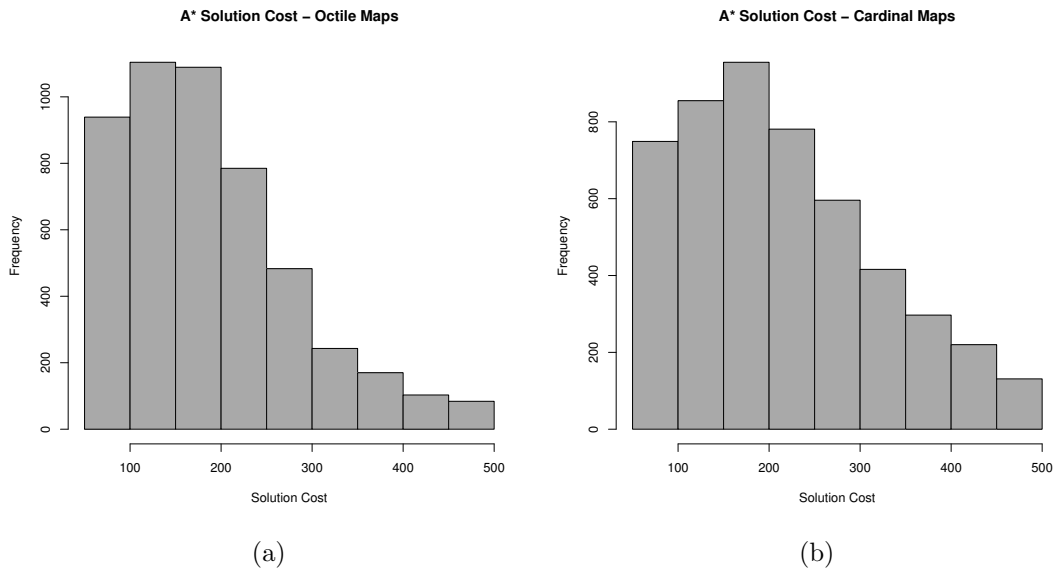 A* Solution Cost – Octile Maps
Frequency
1000
800
600
400
200
0
100 200 300 400 500
Solution Cost
(a)
A* Solution Cost – Cardinal Maps
Frequency
800
600
400
200
0
100 200 300 400 500
Solution Cost
(b)